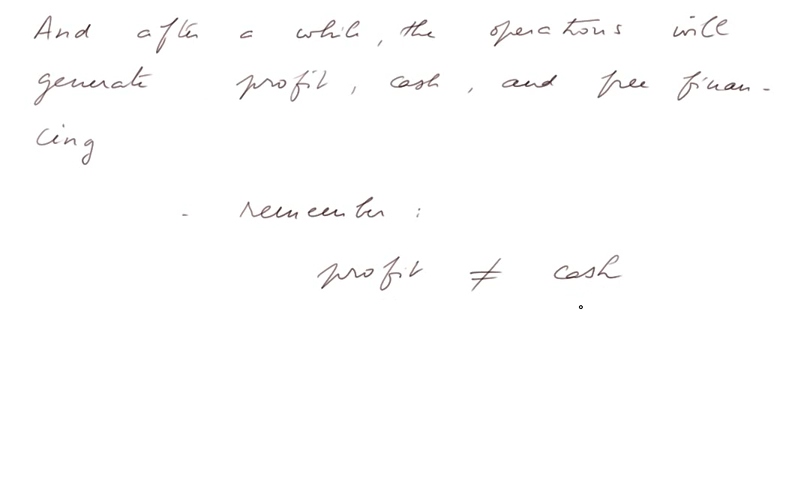 And after a while, the operations will
generate profit, cash, and free finan-
cing
- remember :
profit ≠ cash